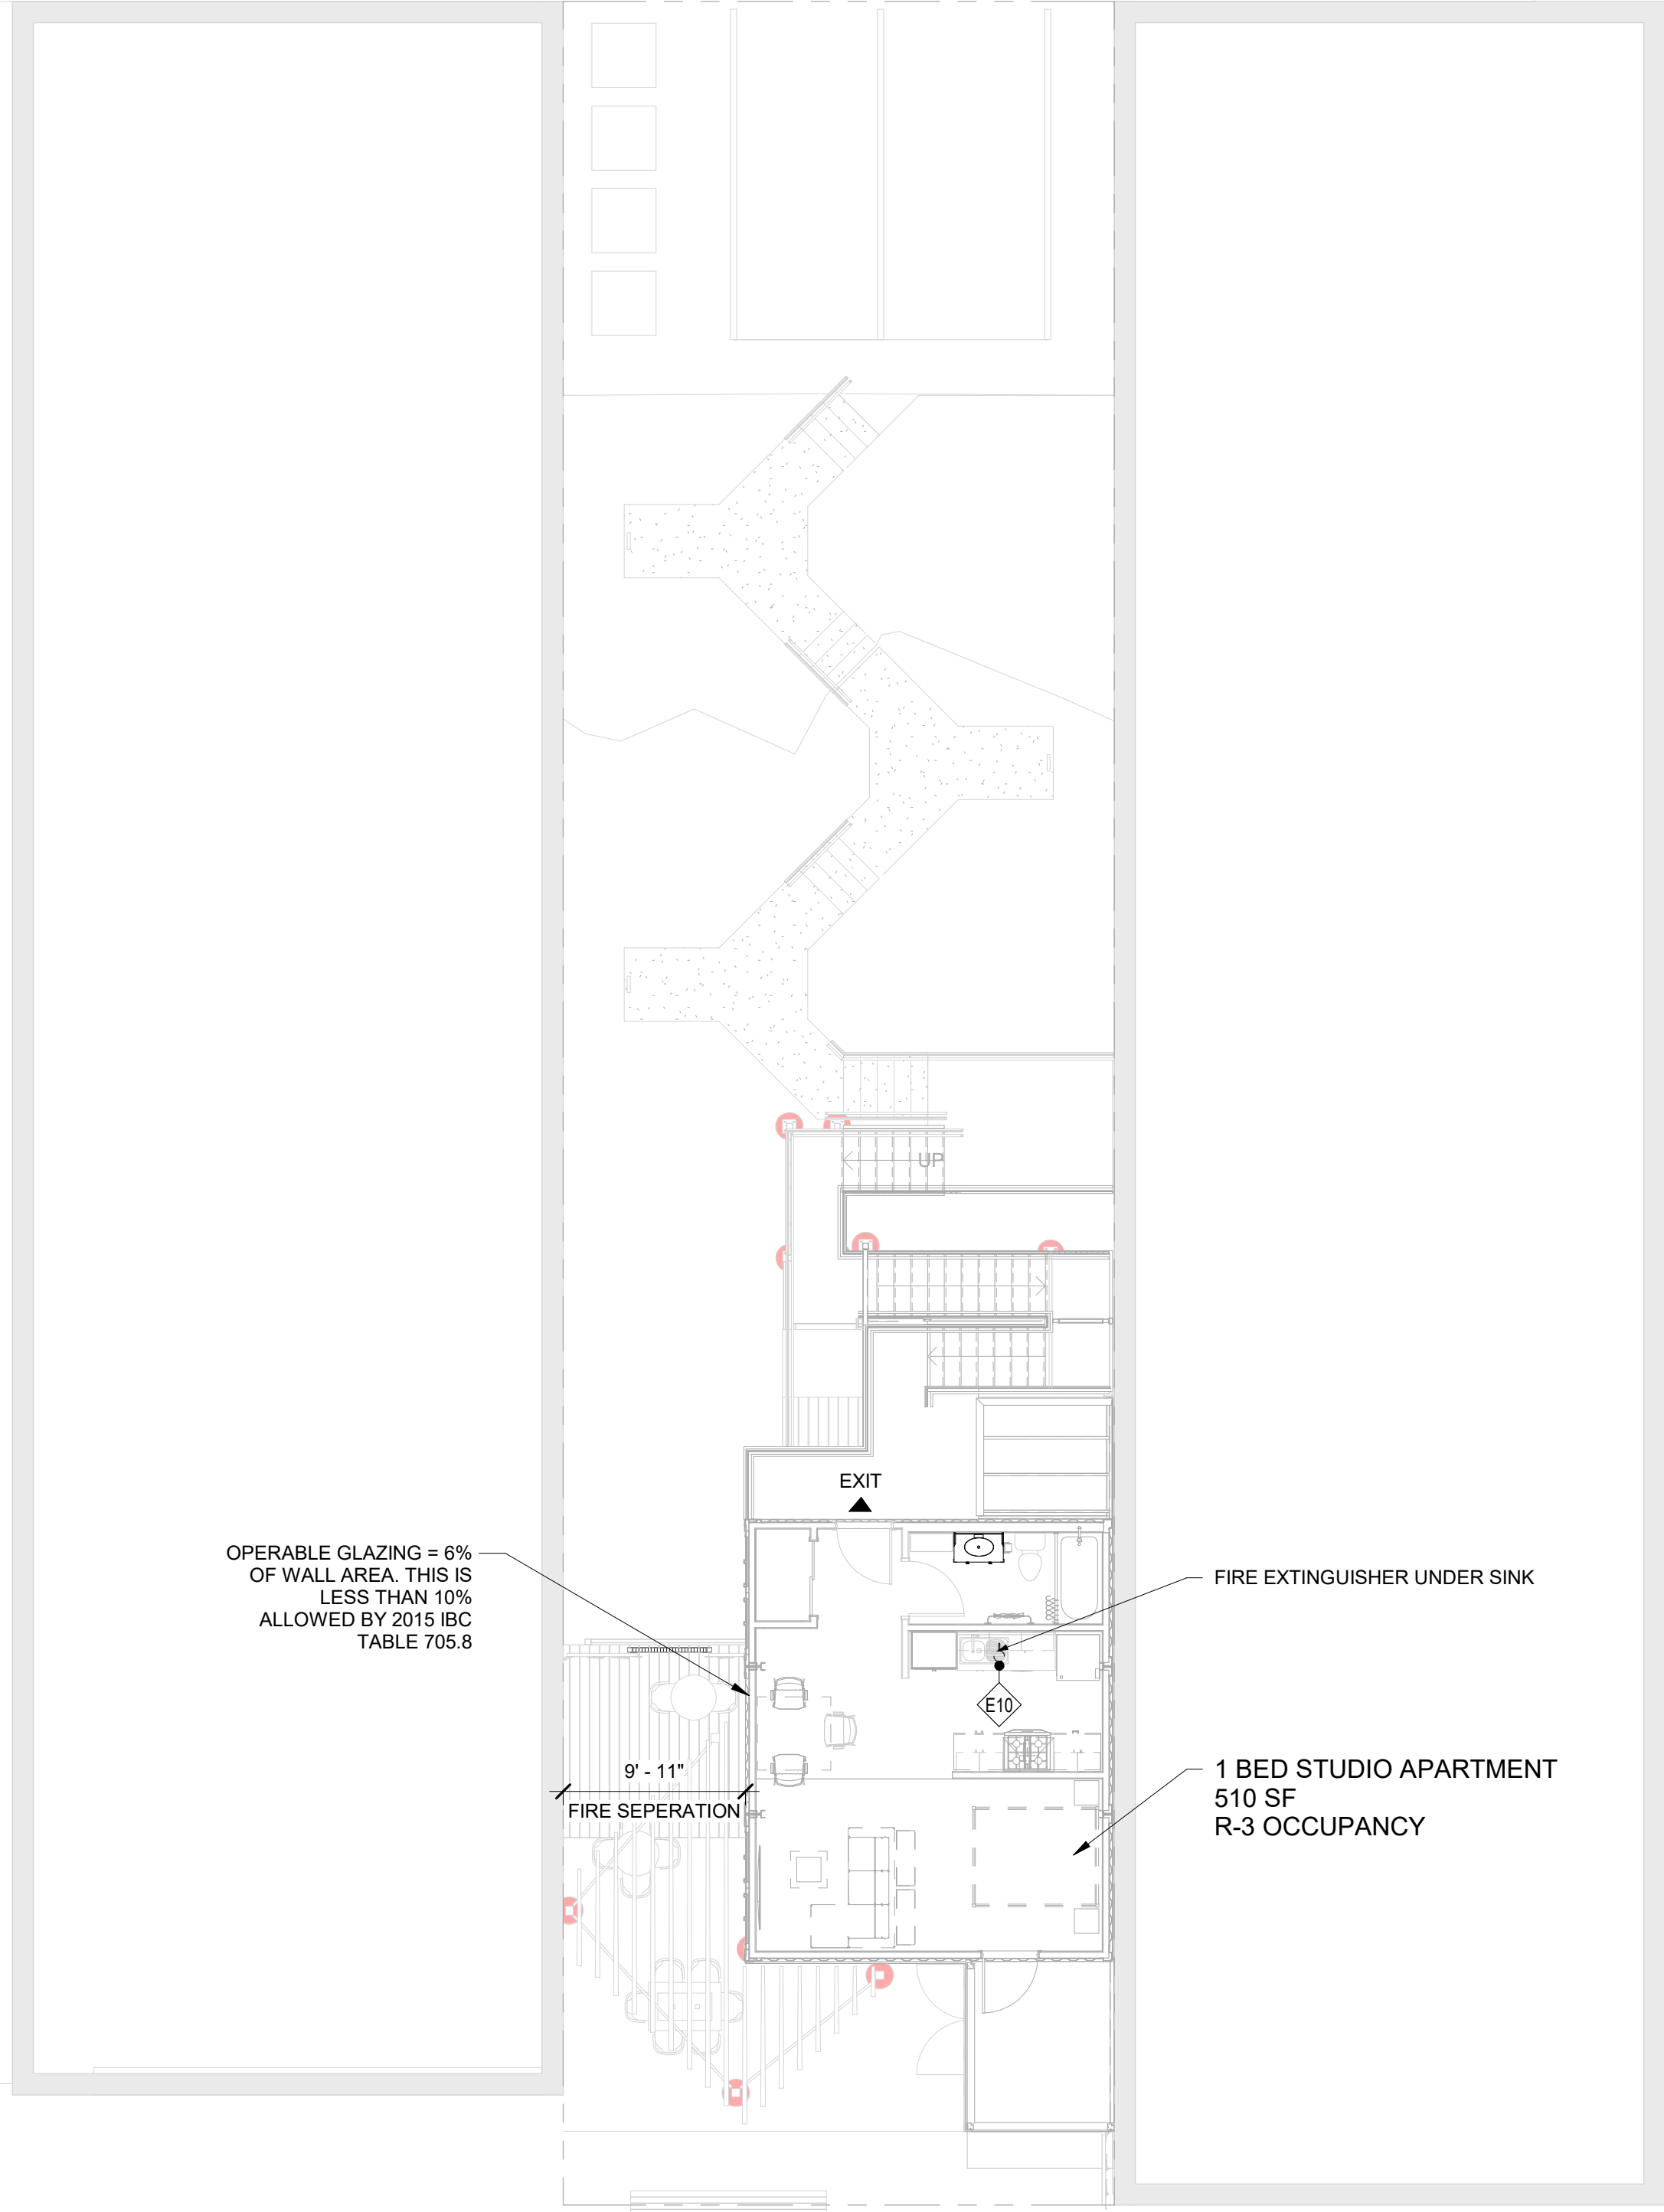 UP
EXIT
OPERABLE GLAZING = 6%
OF WALL AREA. THIS IS
LESS THAN 10%
ALLOWED BY 2015 IBC
TABLE 705.8
FIRE EXTINGUISHER UNDER SINK
E10
9' - 11"
FIRE SEPERATION
1 BED STUDIO APARTMENT
510 SF
R-3 OCCUPANCY